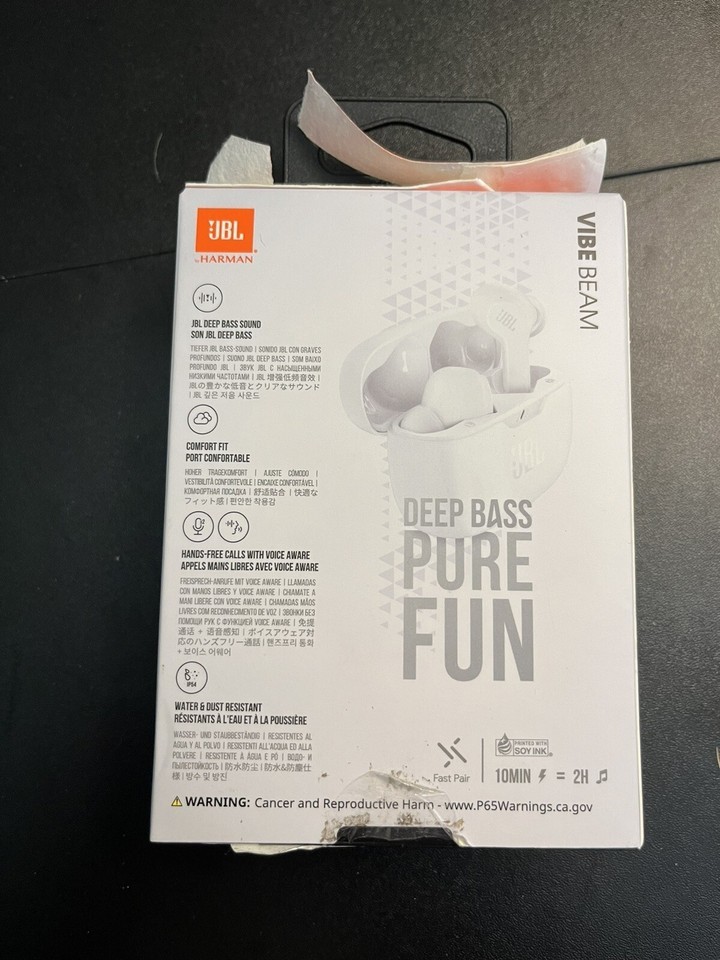 JBL
by HARMAN
VIBE BEAM
JBL
JBL DEEP BASS SOUND
SON JBL DEEP BASS
TIEFER JBL BASS-SOUND | SONIDO JBL CON GRAVES
PROFUNDOS | SUONO JBL DEEP BASS | SOM BAIXO
PROFUNDO JBL | ЗВУК JBL С НАСЫЩЕННЫМИ
НИЗКИМИ ЧАСТОТАМИ | JBL 增强低频音效 |
JBLの豊かな低音とクリアなサウンド
| JBL 깊은 저음 사운드
COMFORT FIT
PORT CONFORTABLE
HOHER TRAGEKOMFORT | AJUSTE CÓMODO |
VESTIBILITÀ CONFORTEVOLE | ENCAIXE CONFORTÁVEL |
КОМФОРТНАЯ ПОСАДКА | 舒适贴合 | 快適な
フィット感 | 편안한 착용감
JBL
HANDS-FREE CALLS WITH VOICE AWARE
APPELS MAINS LIBRES AVEC VOICE AWARE
FREISPRECH-ANRUFE MIT VOICE AWARE | LLAMADAS
CON MANOS LIBRES Y VOICE AWARE | CHIAMATE A
MANI LIBERE CON VOICE AWARE | CHAMADAS MÃOS
LIVRES COM RECONHECIMENTO DE VOZ | ЗВОНКИ БЕЗ
ПОМОЩИ РУК С ФУНКЦИЕЙ VOICE AWARE | 免提
通话 + 语音感知 | ボイスアウェア対
応のハンズフリー通話 | 핸즈프리 통화
+ 보이스 어웨어
DEEP BASS
PURE
FUN
IP54
WATER & DUST RESISTANT
RÉSISTANTS À L'EAU ET À LA POUSSIÈRE
WASSER- UND STAUBBESTÄNDIG | RESISTENTES AL
AGUA Y AL POLVO | RESISTENTI ALL'ACQUA ED ALLA
POLVERE | RESISTENTE À ÁGUA E PÓ | ВОДО- И
ПЫЛЕСТОЙКОСТЬ | 防水防尘 | 防水&防塵仕
様 | 방수 및 방진
Fast Pair
PRINTED WITH
SOY INK
10MIN = 2H
WARNING: Cancer and Reproductive Harm - www.P65Warnings.ca.gov